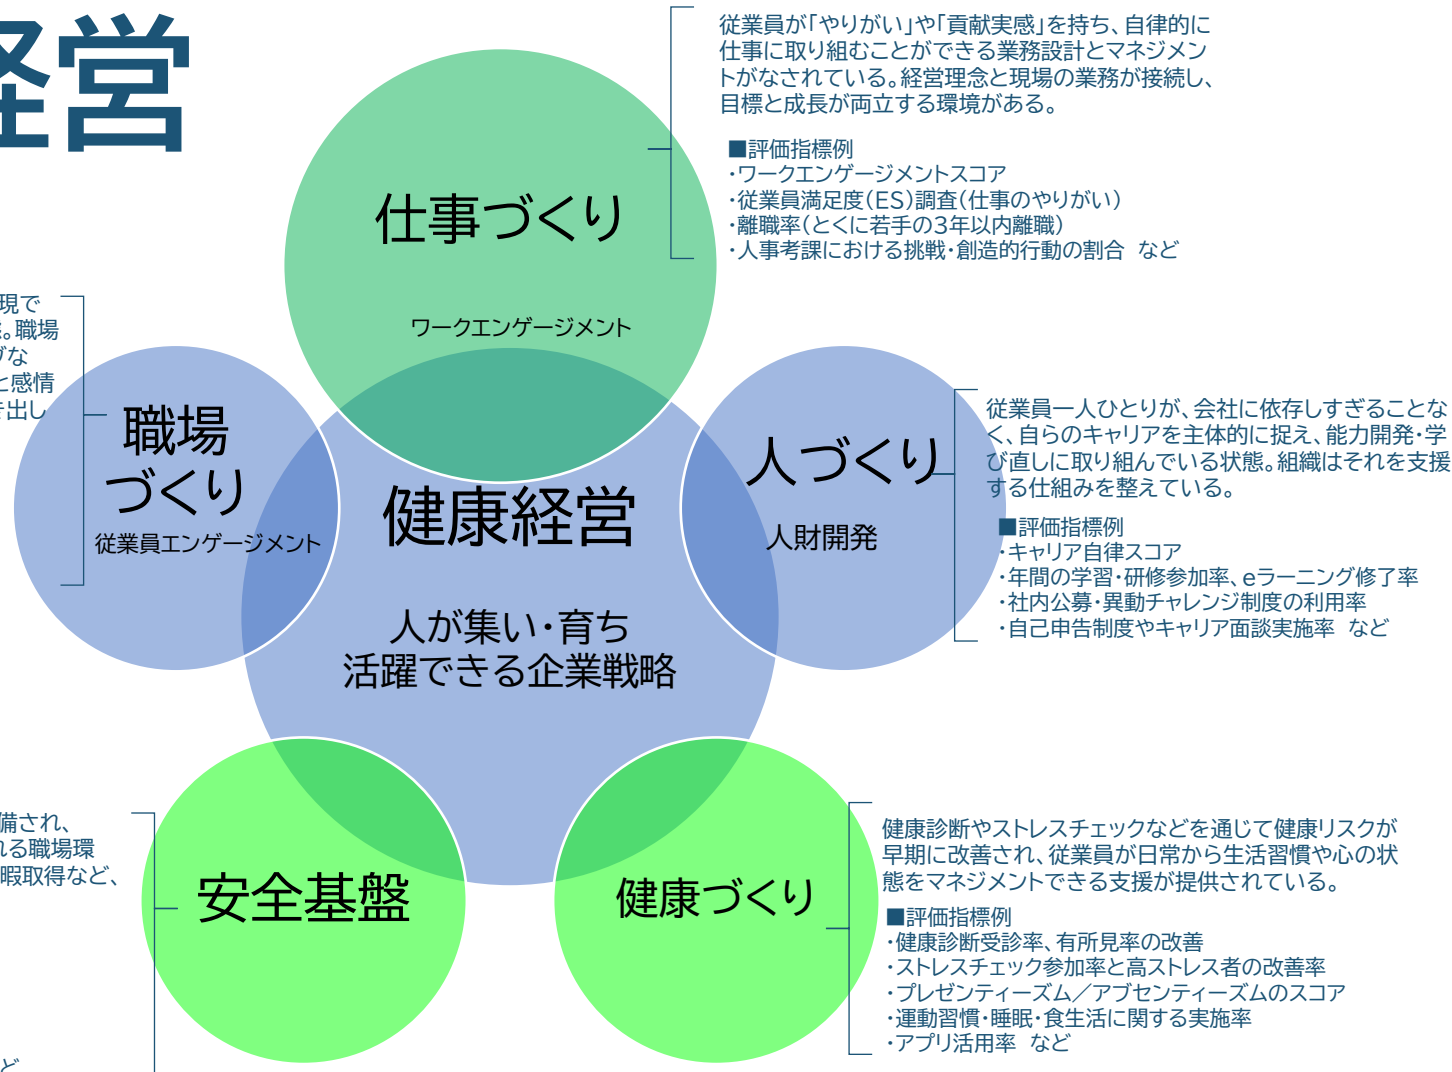 経営
従業員が「やりがい」や「貢献実感」を持ち、自律的に
仕事に取り組むことができる業務設計とマネジメン
トがなされている。経営理念と現場の業務が接続し、
目標と成長が両立する環境がある。
■評価指標例
・ワークエンゲージメントスコア
・従業員満足度(ES)調査(仕事のやりがい)
・離職率(とくに若手の3年以内離職)
・人事考課における挑戦・創造的行動の割合 など
仕事づくり
ワークエンゲージメント
現で
。職場
な
と感情
出し
職場
づくり
従業員エンゲージメント
健康経営
人が集い・育ち
活躍できる企業戦略
人づくり
人財開発
従業員一人ひとりが、会社に依存しすぎることな
く、自らのキャリアを主体的に捉え、能力開発・学
び直しに取り組んでいる状態。組織はそれを支援
する仕組みを整えている。
■評価指標例
・キャリア自律スコア
・年間の学習・研修参加率、eラーニング修了率
・社内公募・異動チャレンジ制度の利用率
・自己申告制度やキャリア面談実施率 など
備され、
れる職場環
暇取得など、
ど
安全基盤
健康づくり
健康診断やストレスチェックなどを通じて健康リスクが
早期に改善され、従業員が日常から生活習慣や心の状
態をマネジメントできる支援が提供されている。
■評価指標例
・健康診断受診率、有所見率の改善
・ストレスチェック参加率と高ストレス者の改善率
・プレゼンティーズム/アブセンティーズムのスコア
・運動習慣・睡眠・食生活に関する実施率
・アプリ活用率 など